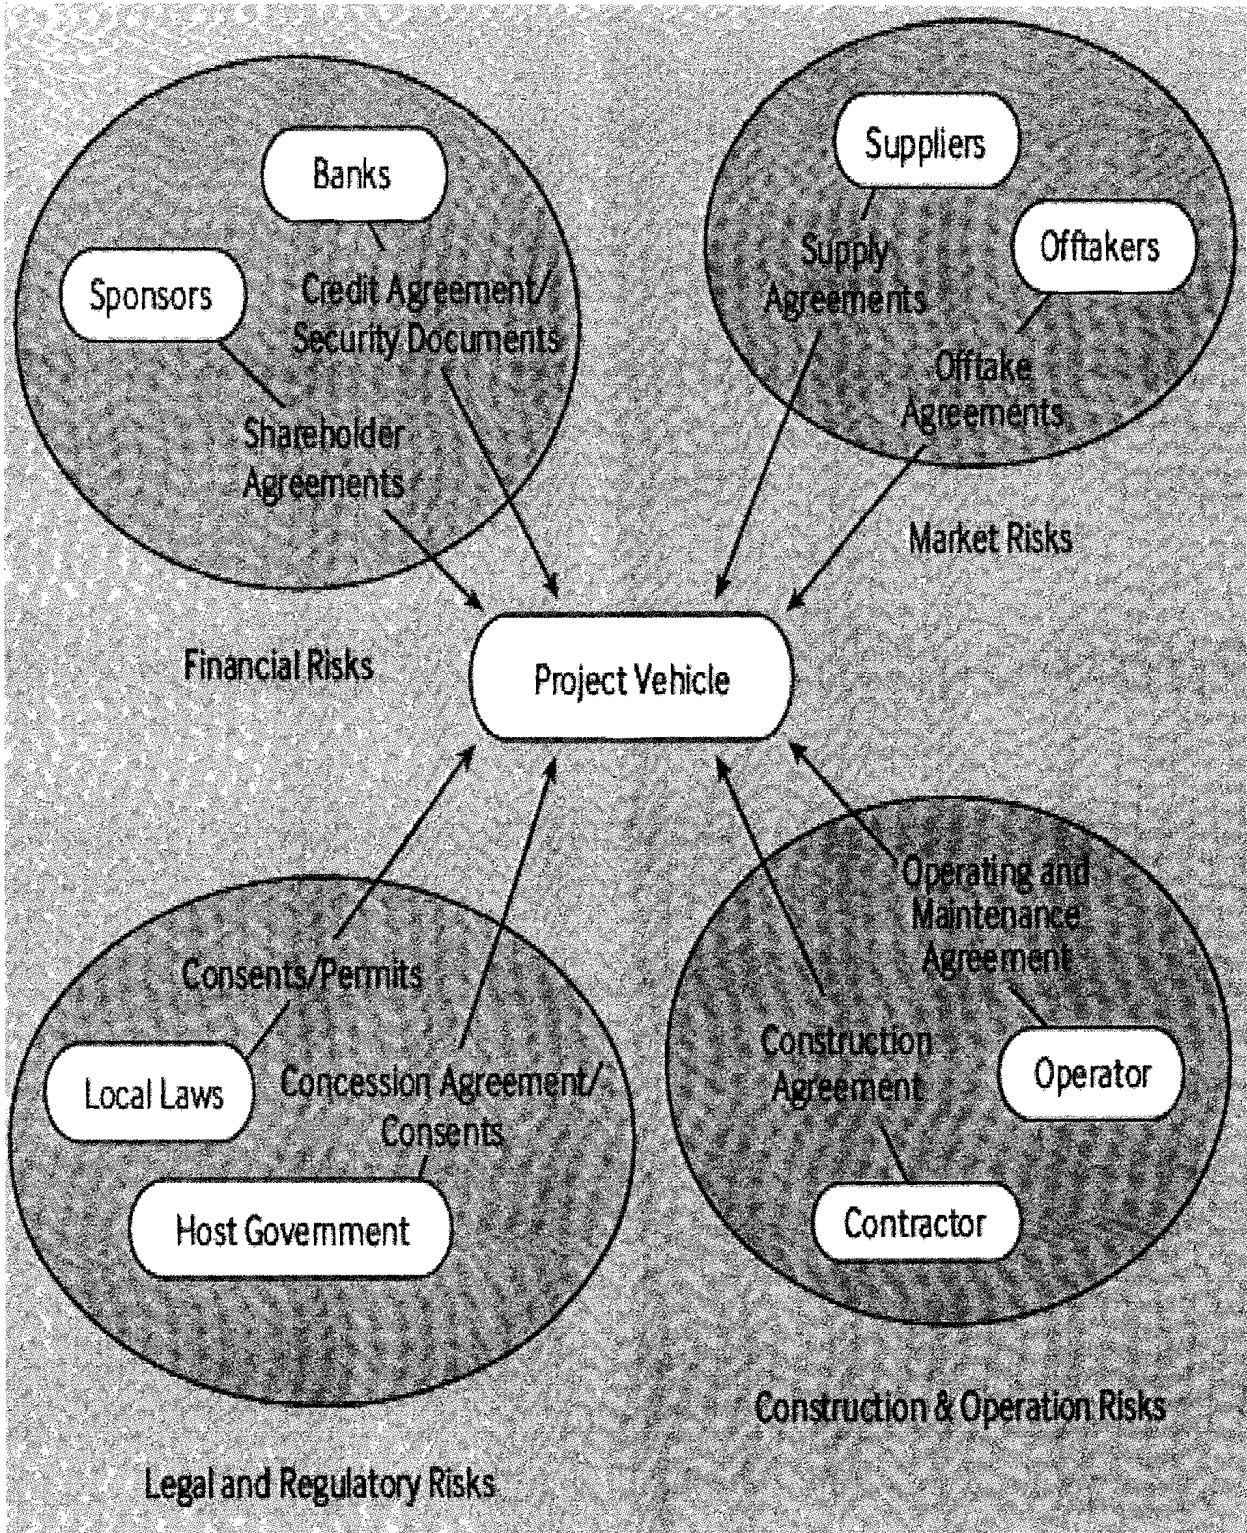 Banks
Sponsors
Credit Agreement/
Security Documents
Shareholder
Agreements
Financial Risks
Suppliers
Offtakers
Supply
Agreements
Offtake
Agreements
Market Risks
Project Vehicle
Consents/Permits
Local Laws
Concession Agreement/
Consents
Host Government
Legal and Regulatory Risks
Operating and
Maintenance
Agreement
Construction
Agreement
Operator
Contractor
Construction & Operation Risks